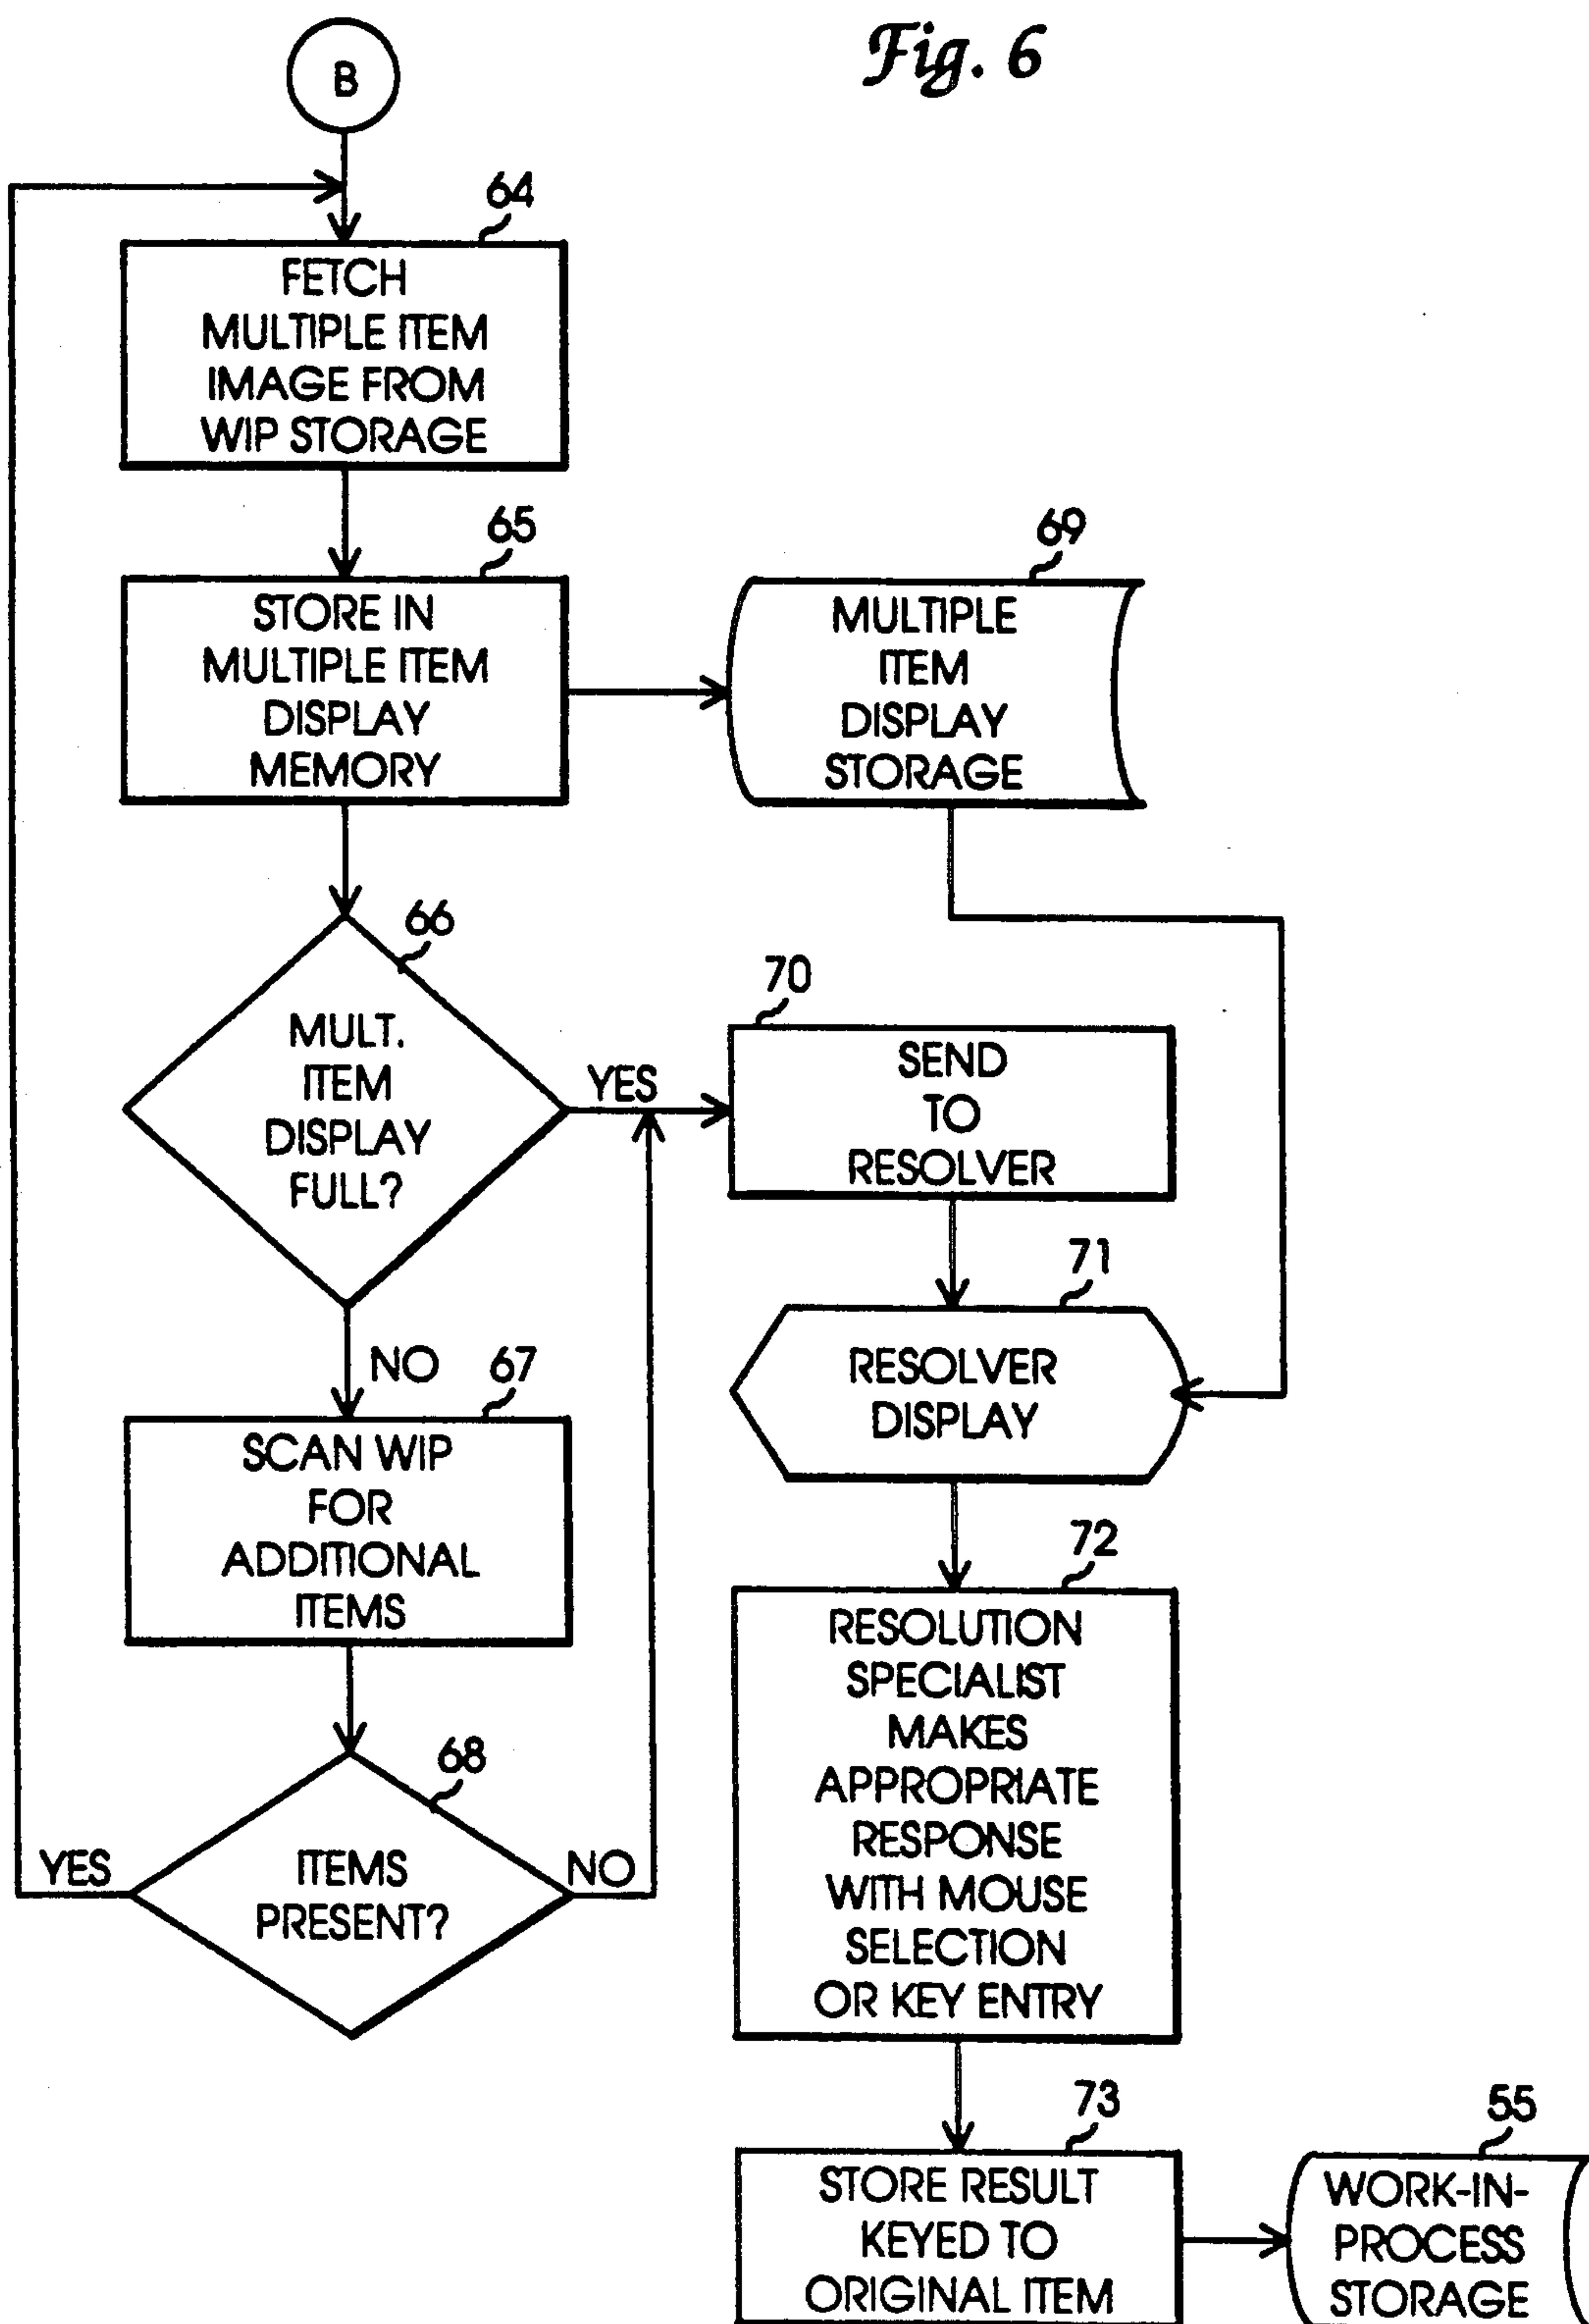 Fig. 6
B
64
FETCH
MULTIPLE ITEM
IMAGE FROM
WIP STORAGE
65
STORE IN
MULTIPLE ITEM
DISPLAY
MEMORY
69
MULTIPLE
ITEM
DISPLAY
STORAGE
66
MULT.
ITEM
DISPLAY
FULL?
YES
NO
70
SEND
TO
RESOLVER
71
RESOLVER
DISPLAY
67
SCAN WIP
FOR
ADDITIONAL
ITEMS
68
ITEMS
PRESENT?
YES
NO
72
RESOLUTION
SPECIALIST
MAKES
APPROPRIATE
RESPONSE
WITH MOUSE
SELECTION
OR KEY ENTRY
73
STORE RESULT
KEYED TO
ORIGINAL ITEM
55
WORK-IN-
PROCESS
STORAGE